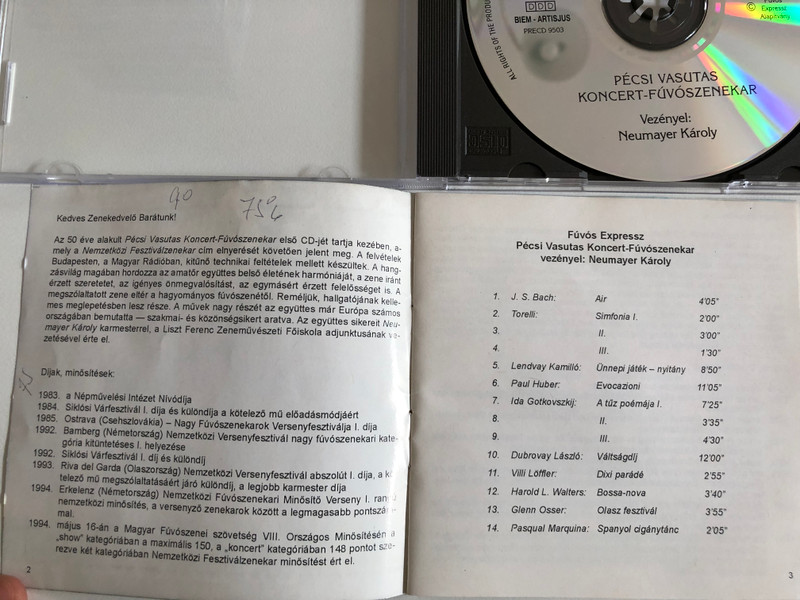 DDD
BIEM - ARTISJUS
PRECD 9503
ALL RIGHTS OF THE
©
Expressz
Alapítvány
PÉCSI VASUTAS
KONCERT-FÚVÓSZENEKAR
Vezényel:
Neumayer Károly
90 75%
Kedves Zenekedvelő Barátunk!
Az 50 éve alakult Pécsi Vasutas Koncert-Fúvószenekar első CD-jét tartja kezében, a-
mely a Nemzetközi Fesztiválzenekar cím elnyerését követően jelent meg. A felvételek
Budapesten, a Magyar Rádióban, kitűnő technikai feltételek mellett készültek. A hang-
zásvilág magában hordozza az amatőr együttes belső életének harmóniáját, a zene iránt
érzett szeretetet, az igényes önmegvalósítást, az egymásért érzett felelősséget is. A
megszólaltatott zene eltér a hagyományos fúvószenétől. Reméljük, hallgatójának kelle-
mes meglepetésben lesz része. A művek nagy részét az együttes már Európa számos
országában bemutatta — szakmai- és közönségsikert aratva. Az együttes sikereit Neu-
mayer Károly karmesterrel, a Liszt Ferenc Zeneművészeti Főiskola adjunktusának ve-
zetésével érte el.
Díjak, minősítések:
1983. a Népművelési Intézet Nívódíja
1984. Siklósi Várfesztivál I. díja és különdíja a kötelező mű előadásmódjáért
1985. Ostrava (Csehszlovákia) – Nagy Fúvószenekarok Versenyfesztiválja I. díja
1992. Bamberg (Németország) Nemzetközi Versenyfesztivál nagy fúvószenekari kate-
gória kitüntetéses I. helyezése
1992. Siklósi Várfesztivál I. díj és különdíj
1993. Riva del Garda (Olaszország) Nemzetközi Versenyfesztivál abszolút I. díja, a kö
telező mű megszólaltatásáért járó különdíj, a legjobb karmester díja
1994. Erkelenz (Németország) Nemzetközi Fúvószenekari Minősítő Verseny I. rangú
nemzetközi minősítés, a versenyző zenekarok között a legmagasabb pontszám-
mal.
1994. május 16-án a Magyar Fúvószenei szövetség VIII. Országos Minősítésén a
„show” kategóriában a maximális 150, a „koncert” kategóriában 148 pontot sze-
rezve két kategóriában Nemzetközi Fesztiválzenekar minősítést ért el.
2
Fúvós Expressz
Pécsi Vasutas Koncert-Fúvószenekar
vezényel: Neumayer Károly
1. J. S. Bach: Air 4'05"
2. Torelli: Simfonia I. 2'00"
3. II. 3'00"
4. III. 1'30"
5. Lendvay Kamilló: Ünnepi játék – nyitány 8'50"
6. Paul Huber: Evocazioni 11'05"
7. Ida Gotkovszkij: A tűz poémája I. 7'25"
8. II. 3'35"
9. III. 4'30"
10. Dubrovay László: Váltságdíj 12'00"
11. Villi Löffler: Dixi parádé 2'55"
12. Harold L. Walters: Bossa-nova 3'40"
13. Glenn Osser: Olasz fesztivál 3'55"
14. Pasqual Marquina: Spanyol cigánytánc 2'05"
3